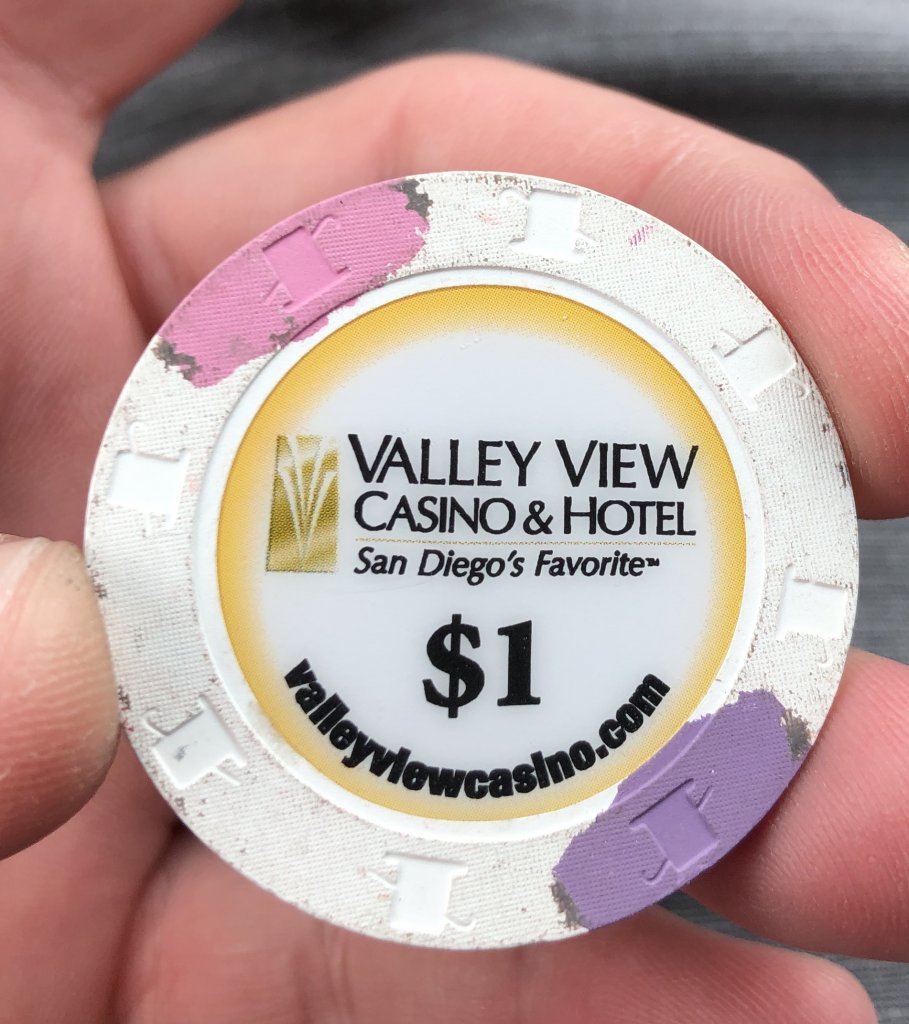 VALLEY VIEW
CASINO & HOTEL
San Diego's Favorite™
$1
valleyviewcasino.com